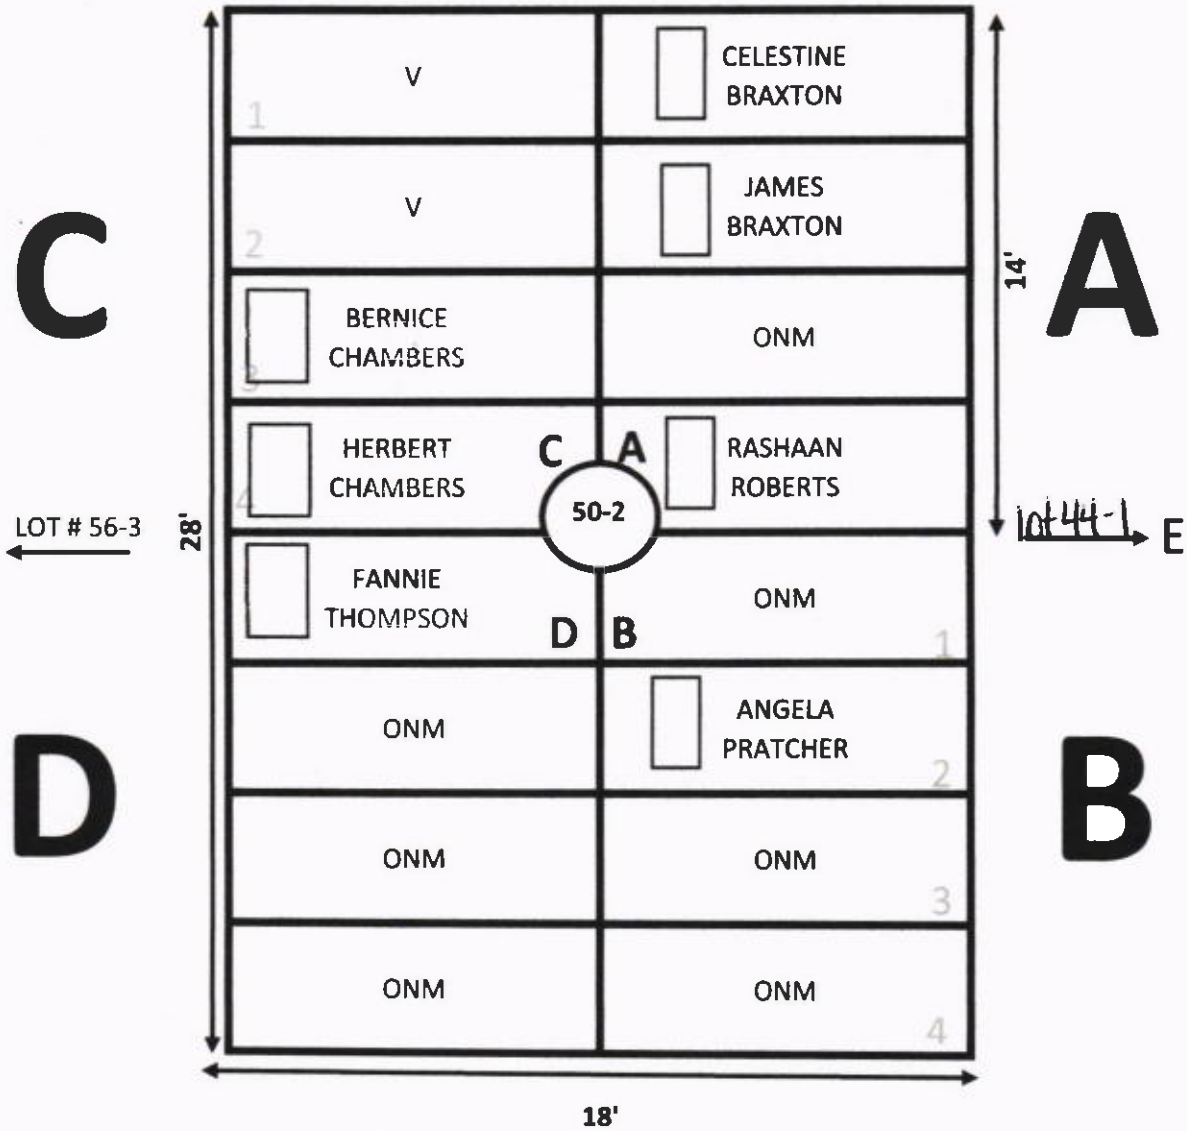 V
1
CELESTINE
BRAXTON
V
2
JAMES
BRAXTON
C
A
14'
BERNICE
CHAMBERS
3
ONM
HERBERT
CHAMBERS
4
C
A
RASHAAN
ROBERTS
50-2
LOT # 56-3
28'
lot 44-1
E
FANNIE
THOMPSON
D
B
ONM
1
ONM
ANGELA
PRATCHER
2
D
B
ONM
ONM
3
ONM
ONM
4
18'